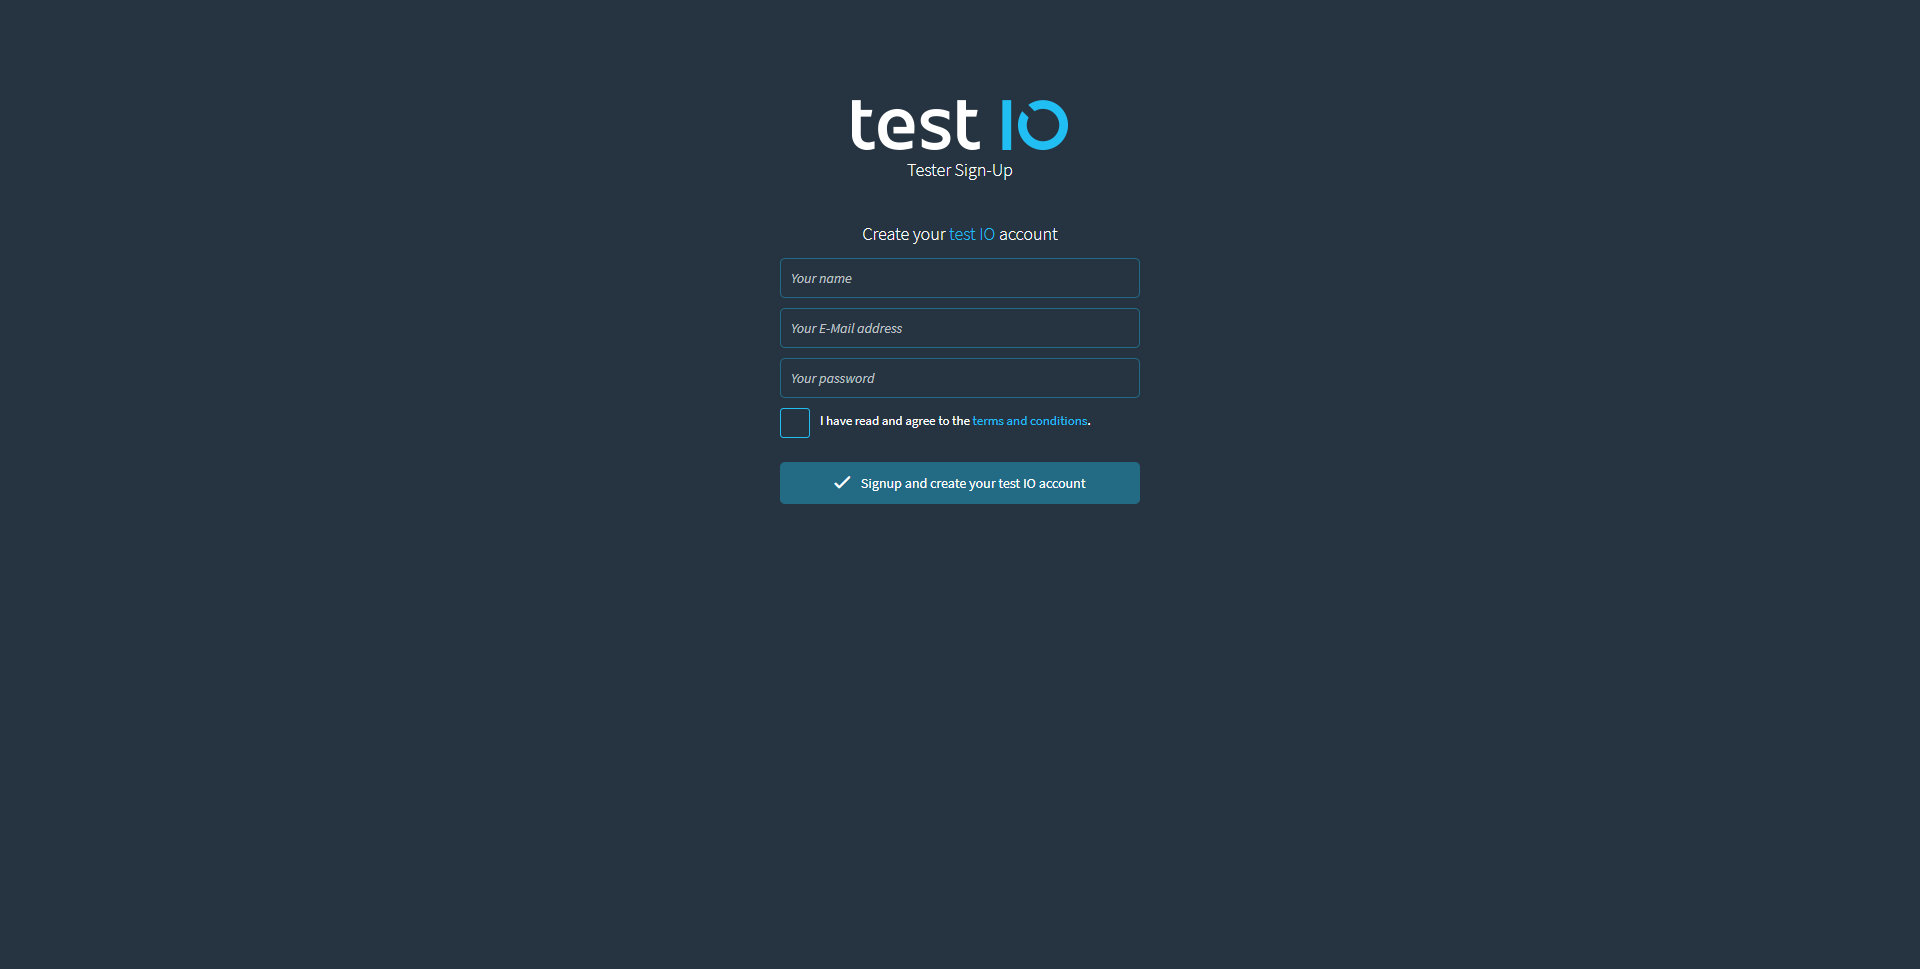 test IO
Tester Sign-Up
Create your test IO account
Your name
Your E-Mail address
Your password
I have read and agree to the terms and conditions.
Signup and create your test IO account